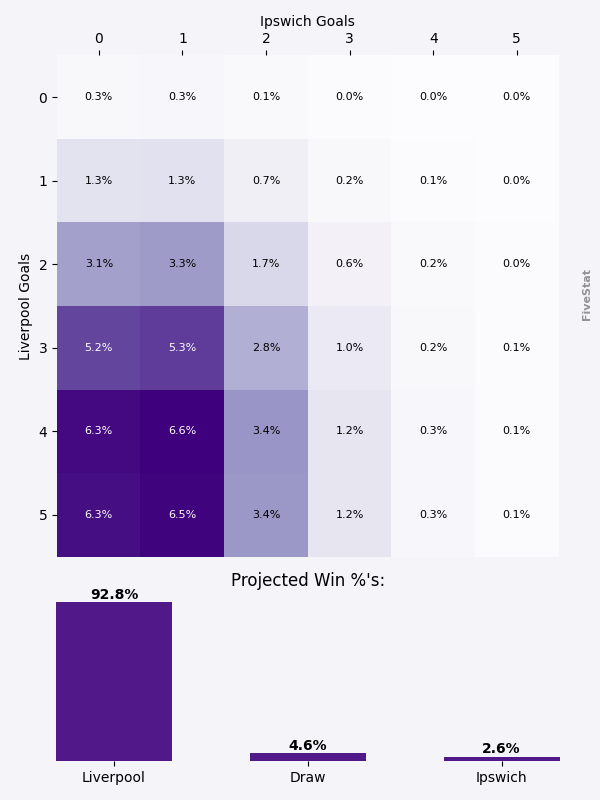 Ipswich Goals
0 1 2 3 4 5
0 0.3% 0.3% 0.1% 0.0% 0.0% 0.0%
1 1.3% 1.3% 0.7% 0.2% 0.1% 0.0%
2 3.1% 3.3% 1.7% 0.6% 0.2% 0.0%
3 5.2% 5.3% 2.8% 1.0% 0.2% 0.1%
4 6.3% 6.6% 3.4% 1.2% 0.3% 0.1%
5 6.3% 6.5% 3.4% 1.2% 0.3% 0.1%
Liverpool Goals
FiveStat
Projected Win %'s:
92.8%
4.6%
2.6%
Liverpool Draw Ipswich